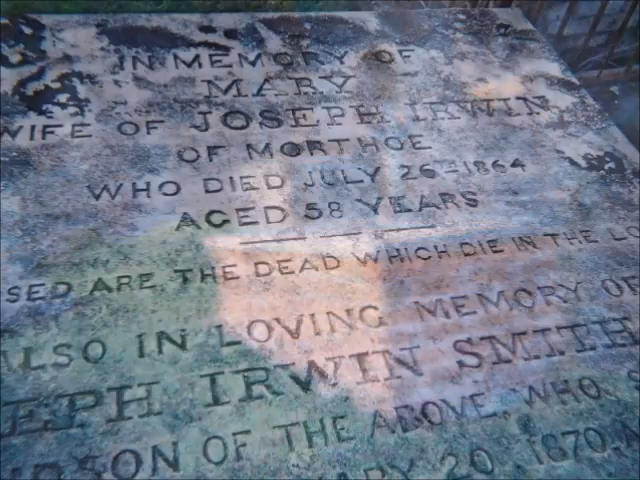 IN MEMORY OF
MARY
WIFE OF JOSEPH IRWIN
OF MORTHOE
WHO DIED JULY 26TH 1864
AGED 58 YEARS
SED ARE THE DEAD WHICH DIE IN THE LO
ALSO IN LOVING MEMORY OF
EPH IRWIN SMITH
DSON OF THE ABOVE, WHO
ARY 20, 1870, A